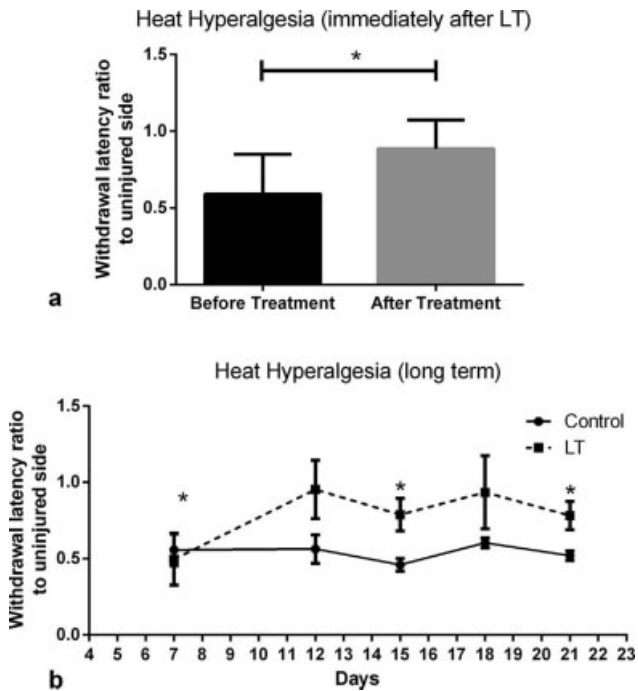 Heat Hyperalgesia (immediately after LT)
Withdrawal latency ratio
to uninjured side
1.5
1.0
0.5
0.0
*
Before Treatment After Treatment
a
Heat Hyperalgesia (long term)
Withdrawal latency ratio
to uninjured side
1.5
1.0
0.5
0.0
Control
LT
* * *
4 5 6 7 8 9 10 11 12 13 14 15 16 17 18 19 20 21 22 23
Days
b